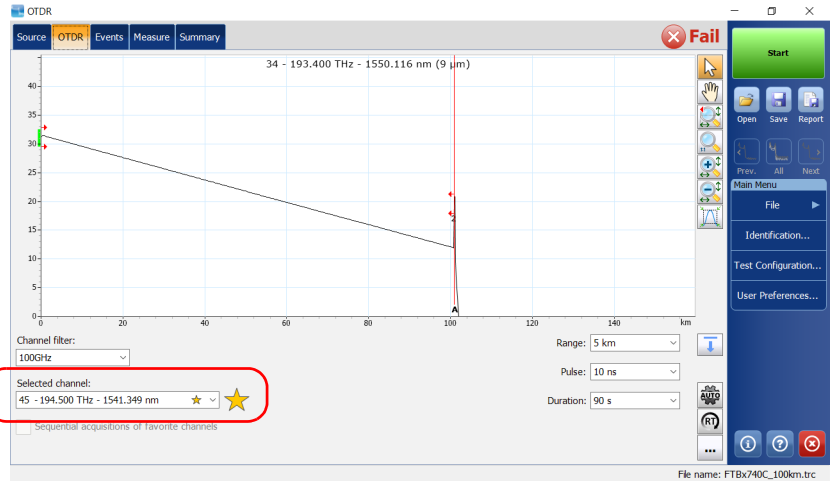 OTDR
Source OTDR Events Measure Summary
Fail
Start
34 - 193.400 THz - 1550.116 nm (9 µm)
40
35
30
25
20
15
10
5
0
2
A
0 20 40 60 80 100 120 140 km
Open Save Report
Prev. All Next
Main Menu
File
Identification...
Test Configuration...
User Preferences...
Channel filter:
100GHz
Selected channel:
45 - 194.500 THz - 1541.349 nm
Sequential acquisitions of favorite channels
Range: 5 km
Pulse: 10 ns
Duration: 90 s
AUTO
RT
...
File name: FTBx740C_100km.trc